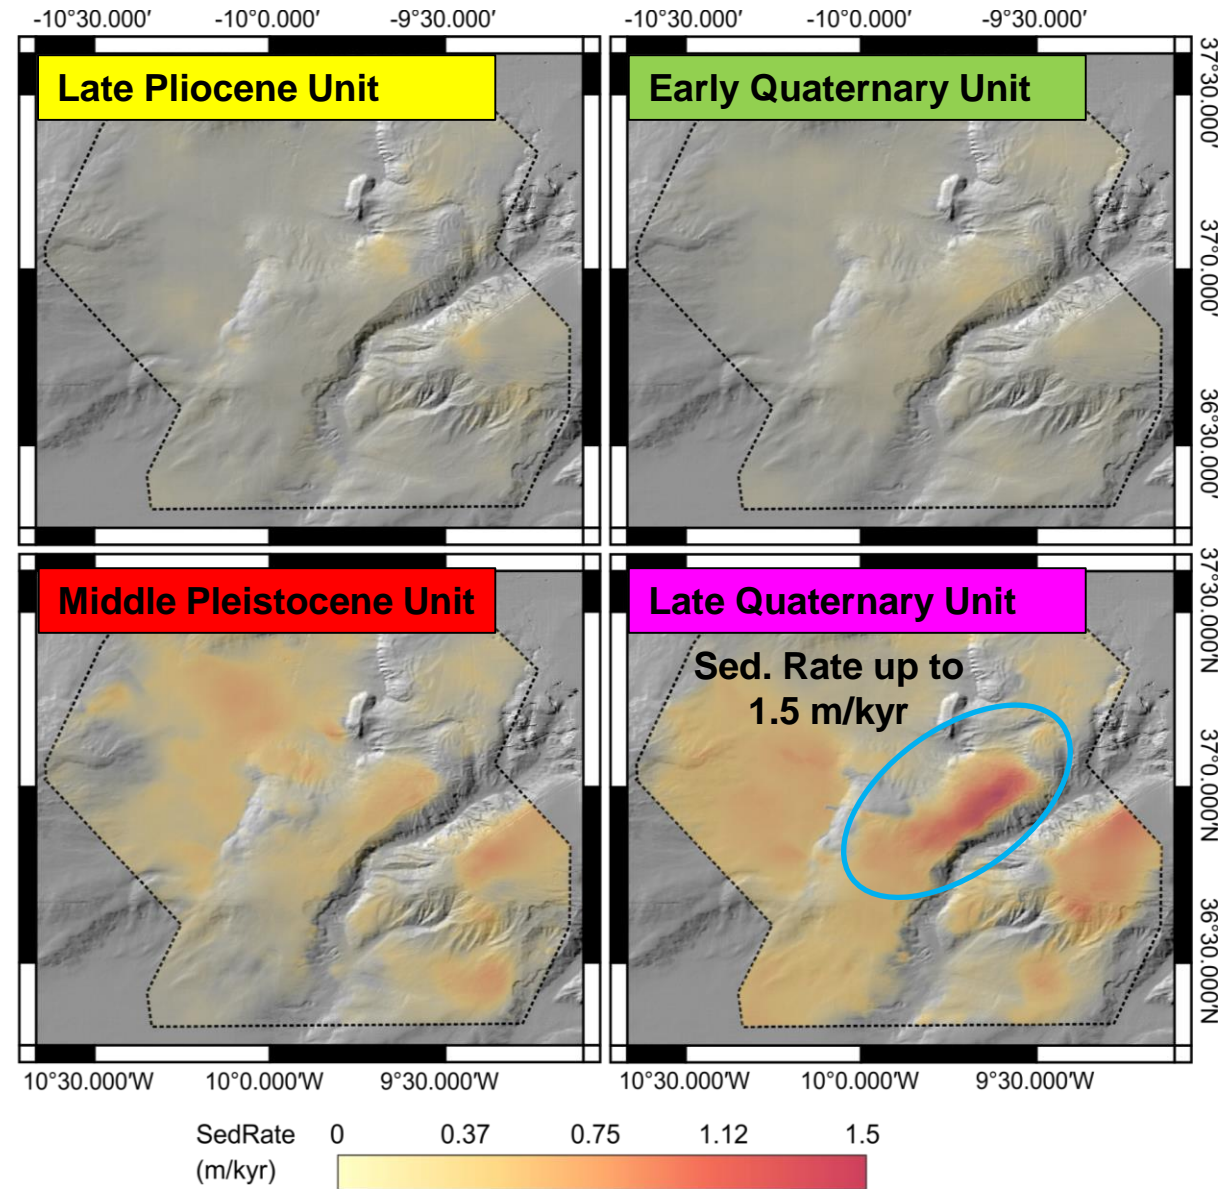 -10°30.000′ -10°0.000′ -9°30.000′ -10°30.000′ -10°0.000′ -9°30.000′
Late Pliocene Unit
Early Quaternary Unit
37°30.000′
37°0.000′
36°30.000′
Middle Pleistocene Unit
Late Quaternary Unit
Sed. Rate up to
1.5 m/kyr
37°30.000′N
37°0.000′N
36°30.000′N
10°30.000′W 10°0.000′W 9°30.000′W 10°30.000′W 10°0.000′W 9°30.000′W
SedRate 0 0.37 0.75 1.12 1.5
(m/kyr)